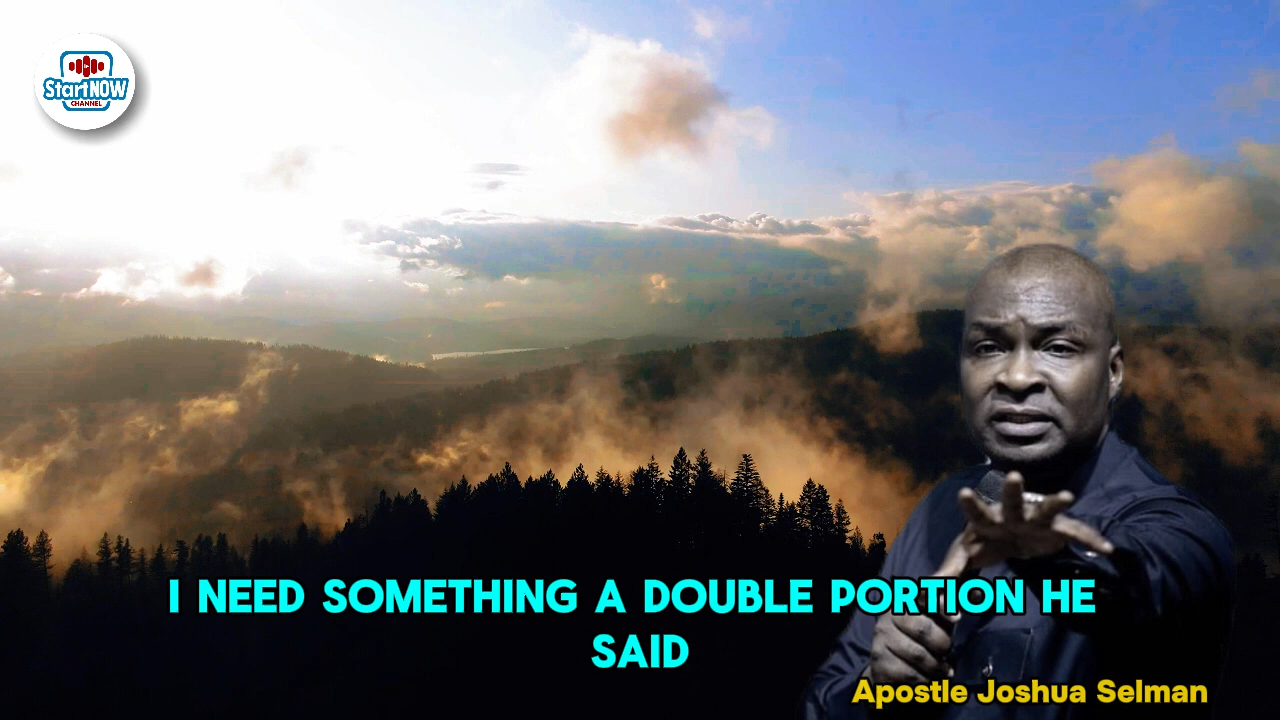 StartNOW
CHANNEL
I NEED SOMETHING A DOUBLE PORTION HE
SAID
Apostle Joshua Selman